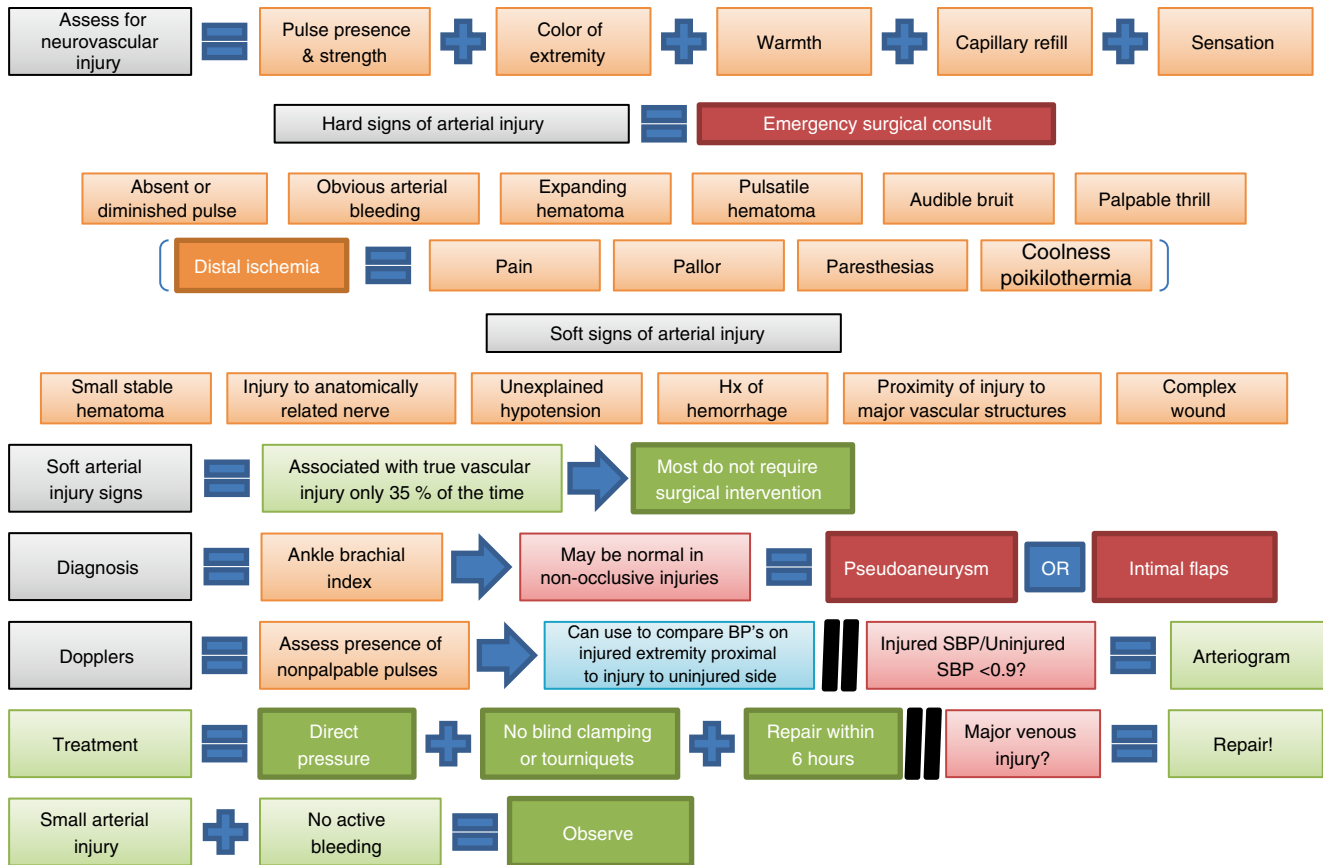 Assess for
neurovascular
injury
Pulse presence
& strength
Color of
extremity
Warmth
Capillary refill
Sensation
Hard signs of arterial injury
Emergency surgical consult
Absent or
diminished pulse
Obvious arterial
bleeding
Expanding
hematoma
Pulsatile
hematoma
Audible bruit
Palpable thrill
Distal ischemia
Pain
Pallor
Paresthesias
Coolness
poikilothermia
Soft signs of arterial injury
Small stable
hematoma
Injury to anatomically
related nerve
Unexplained
hypotension
Hx of
hemorrhage
Proximity of injury to
major vascular structures
Complex
wound
Soft arterial
injury signs
Associated with true vascular
injury only 35 % of the time
Most do not require
surgical intervention
Diagnosis
Ankle brachial
index
May be normal in
non-occlusive injuries
Pseudoaneurysm
OR
Intimal flaps
Dopplers
Assess presence of
nonpalpable pulses
Can use to compare BP's on
injured extremity proximal
to injury to uninjured side
Injured SBP/Uninjured
SBP <0.9?
Arteriogram
Treatment
Direct
pressure
No blind clamping
or tourniquets
Repair within
6 hours
Major venous
injury?
Repair!
Small arterial
injury
No active
bleeding
Observe